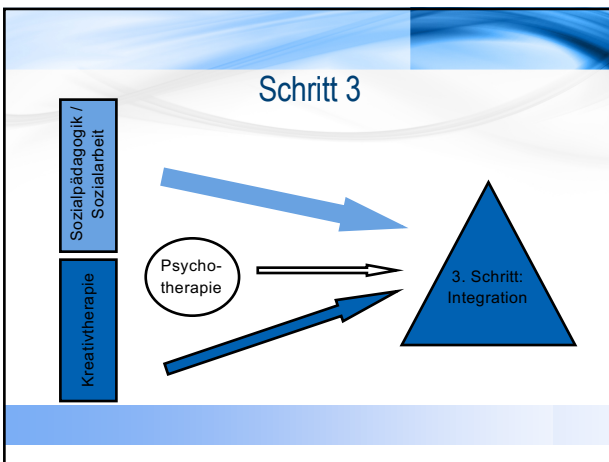 Schritt 3
Sozialpädagogik /
Sozialarbeit
Psycho-
therapie
Kreativtherapie
3. Schritt:
Integration